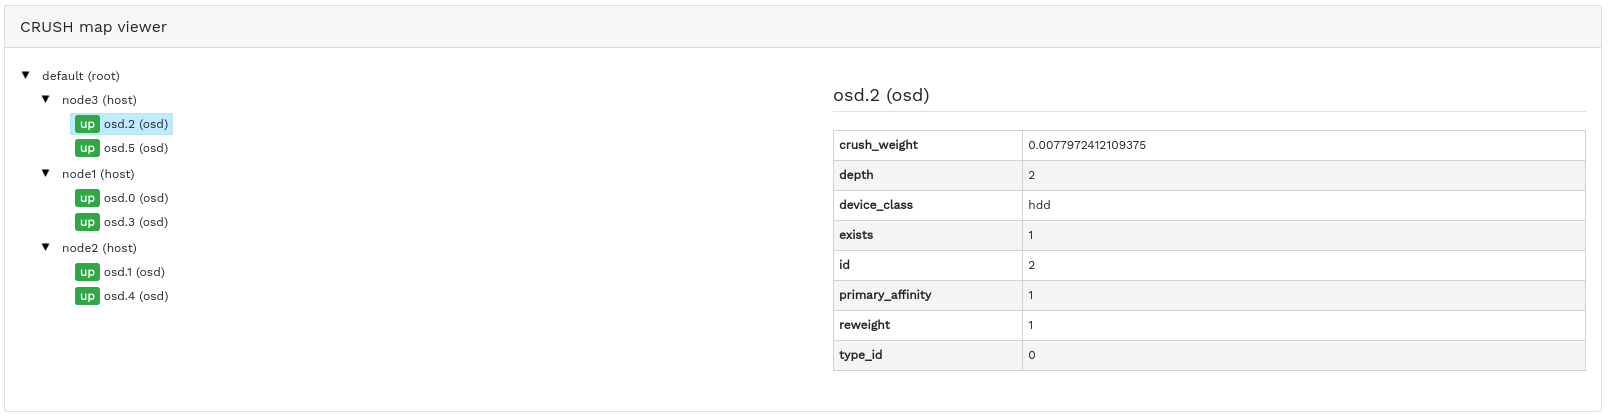 CRUSH map viewer
default (root)
node3 (host)
up osd.2 (osd)
up osd.5 (osd)
node1 (host)
up osd.0 (osd)
up osd.3 (osd)
node2 (host)
up osd.1 (osd)
up osd.4 (osd)
osd.2 (osd)
crush_weight 0.0077972412109375
depth 2
device_class hdd
exists 1
id 2
primary_affinity 1
reweight 1
type_id 0